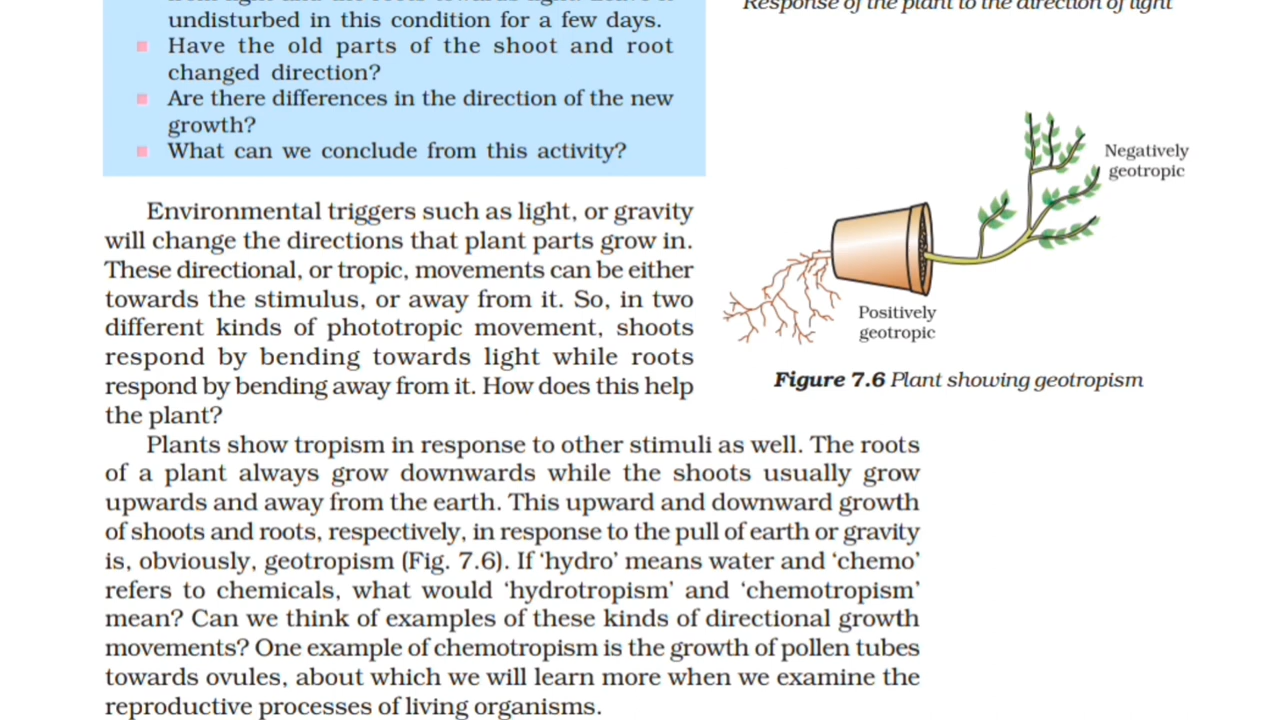 undisturbed in this condition for a few days.
Have the old parts of the shoot and root
changed direction?
Are there differences in the direction of the new
growth?
What can we conclude from this activity?
Response of the plant to the direction of light
Negatively
geotropic
Positively
geotropic
Figure 7.6 Plant showing geotropism
Environmental triggers such as light, or gravity
will change the directions that plant parts grow in.
These directional, or tropic, movements can be either
towards the stimulus, or away from it. So, in two
different kinds of phototropic movement, shoots
respond by bending towards light while roots
respond by bending away from it. How does this help
the plant?
Plants show tropism in response to other stimuli as well. The roots
of a plant always grow downwards while the shoots usually grow
upwards and away from the earth. This upward and downward growth
of shoots and roots, respectively, in response to the pull of earth or gravity
is, obviously, geotropism (Fig. 7.6). If ‘hydro’ means water and ‘chemo’
refers to chemicals, what would ‘hydrotropism’ and ‘chemotropism’
mean? Can we think of examples of these kinds of directional growth
movements? One example of chemotropism is the growth of pollen tubes
towards ovules, about which we will learn more when we examine the
reproductive processes of living organisms.